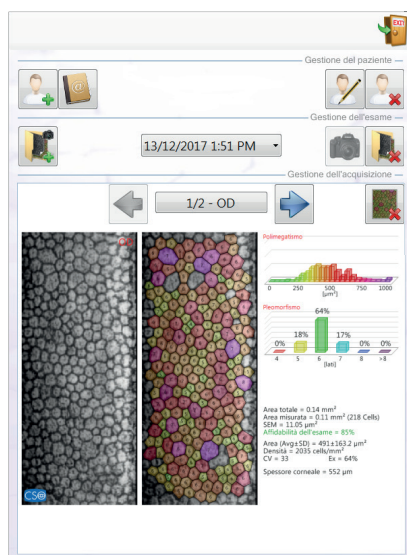 EXIT
Gestione del paziente
Gestione dell'esame
13/12/2017 1:51 PM
Gestione dell'acquisizione
1/2 - OD
OD
Polimegatismo
0 250 500 750 1000
[µm²]
Pleomorfismo
64%
18% 17%
0% 0% 0%
4 5 6 7 8 >8
[lati]
Area totale = 0.14 mm²
Area misurata = 0.11 mm² (218 Cells)
SEM = 11.05 µm²
Affidabilità dell'esame = 85%
Area (Avg±SD) = 491±163.2 µm²
Densità = 2035 cells/mm²
CV = 33 Ex = 64%
Spessore corneale = 552 µm
CSO